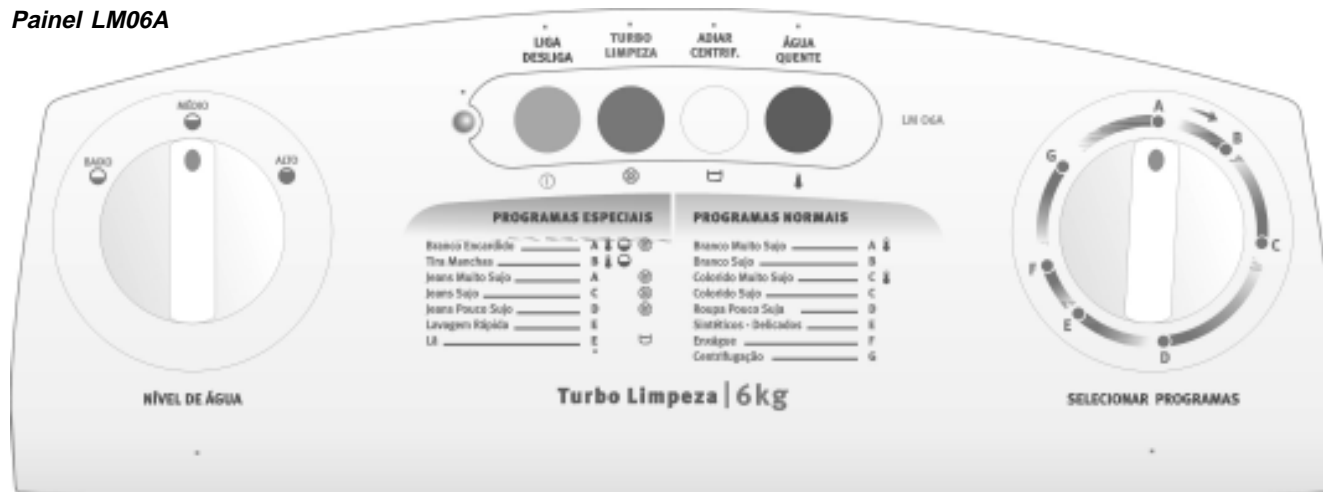 Painel LM06A
LIGA DESLIGA
TURBO LIMPEZA
ADIAR CENTRIF.
ÁGUA QUENTE
LM 06A
MÉDIO
BAIXO
ALTO
NÍVEL DE ÁGUA
PROGRAMAS ESPECIAIS
Branco Encardido A
Tira Manchas B
Jeans Muito Sujo A
Jeans Sujo C
Jeans Pouco Sujo D
Lavagem Rápida E
Lã E
PROGRAMAS NORMAIS
Branco Muito Sujo A
Branco Sujo B
Colorido Muito Sujo C
Colorido Sujo C
Roupa Pouco Suja D
Sintéticos - Delicados E
Enxágue F
Centrifugação G
Turbo Limpeza | 6kg
A
B
C
D
E
F
G
SELECIONAR PROGRAMAS